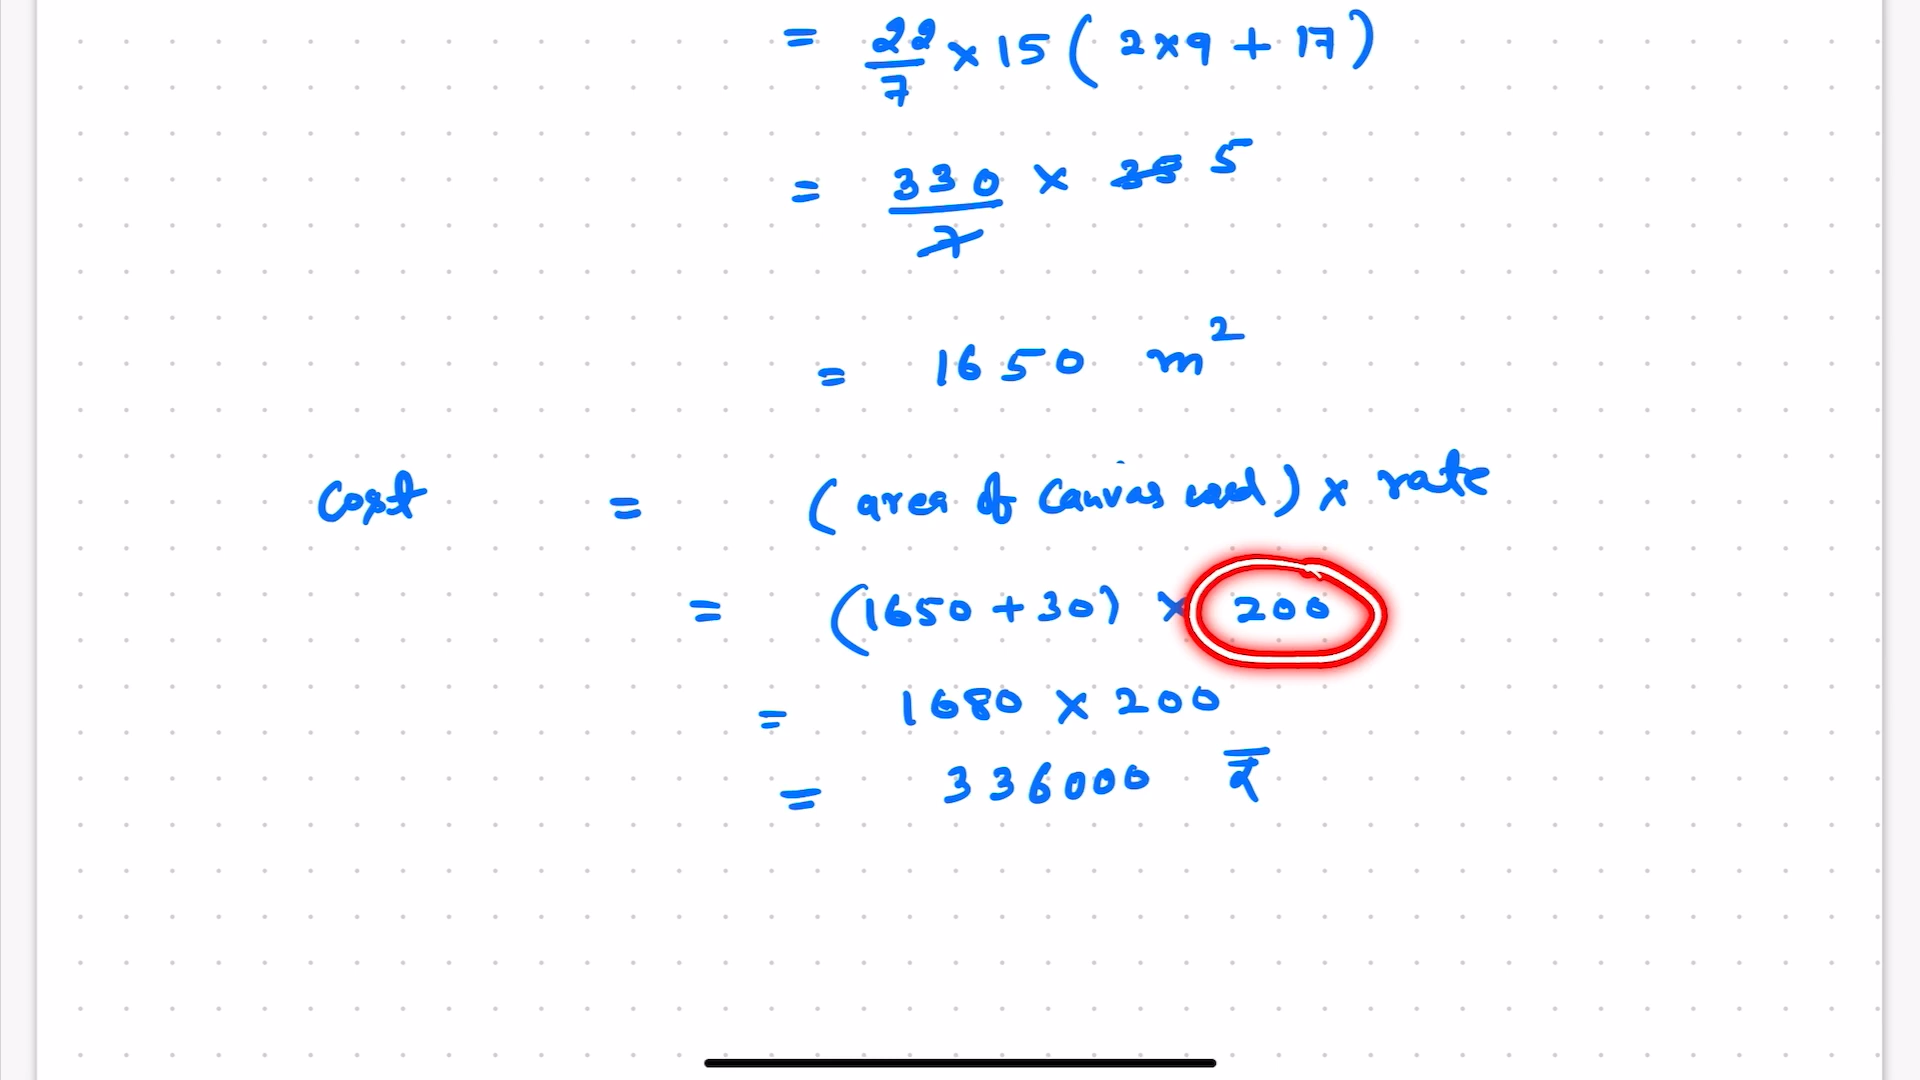 = 22/7 × 15 ( 2×9 + 17 )
= 330/7 × 35 5
= 1650 m²
Cost = ( area of Canvas used ) × rate
= (1650 + 30) × 200
= 1680 × 200
= 336000 ₹